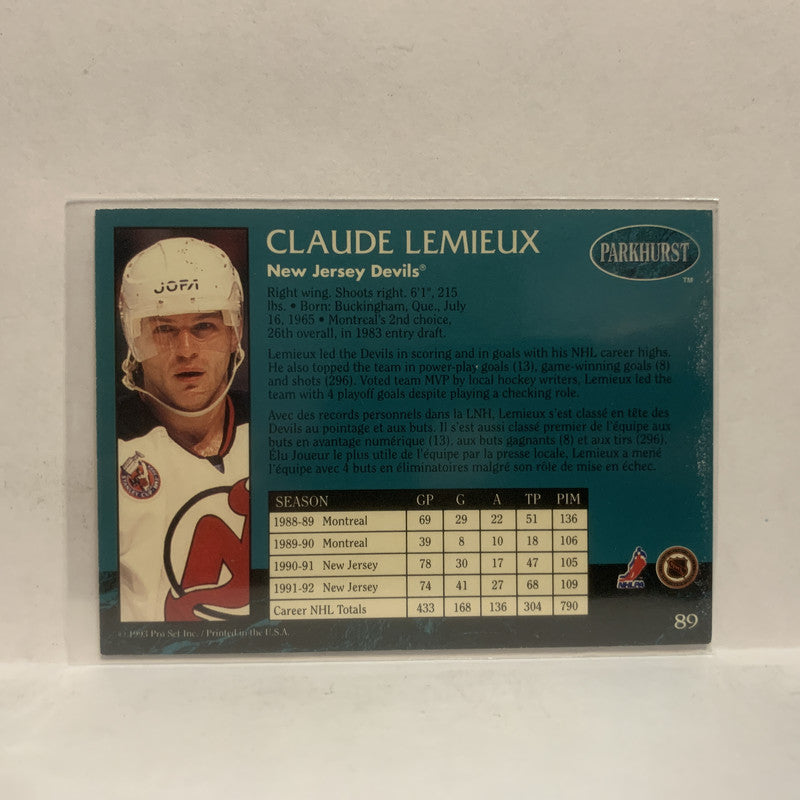 CLAUDE LEMIEUX
New Jersey Devils®
PARKHURST
TM
JOFA
Right wing. Shoots right. 6'1", 215
lbs. • Born: Buckingham, Que., July
16, 1965 • Montreal's 2nd choice,
26th overall, in 1983 entry draft.
Lemieux led the Devils in scoring and in goals with his NHL career highs.
He also topped the team in power-play goals (13), game-winning goals (8)
and shots (296). Voted team MVP by local hockey writers, Lemieux led the
team with 4 playoff goals despite playing a checking role.
Avec des records personnels dans la LNH, Lemieux s'est classé en tête des
Devils au pointage et aux buts. Il s'est aussi classé premier de l'équipe aux
buts en avantage numérique (13), aux buts gagnants (8) et aux tirs (296).
Élu Joueur le plus utile de l'équipe par la presse locale, Lemieux a mené
l'équipe avec 4 buts en éliminatoires malgré son rôle de mise en échec.
SEASON GP G A TP PIM
1988-89 Montreal 69 29 22 51 136
1989-90 Montreal 39 8 10 18 106
1990-91 New Jersey 78 30 17 47 105
1991-92 New Jersey 74 41 27 68 109
Career NHL Totals 433 168 136 304 790
NHLPA
© 1993 Pro Set Inc. / Printed in the U.S.A.
89